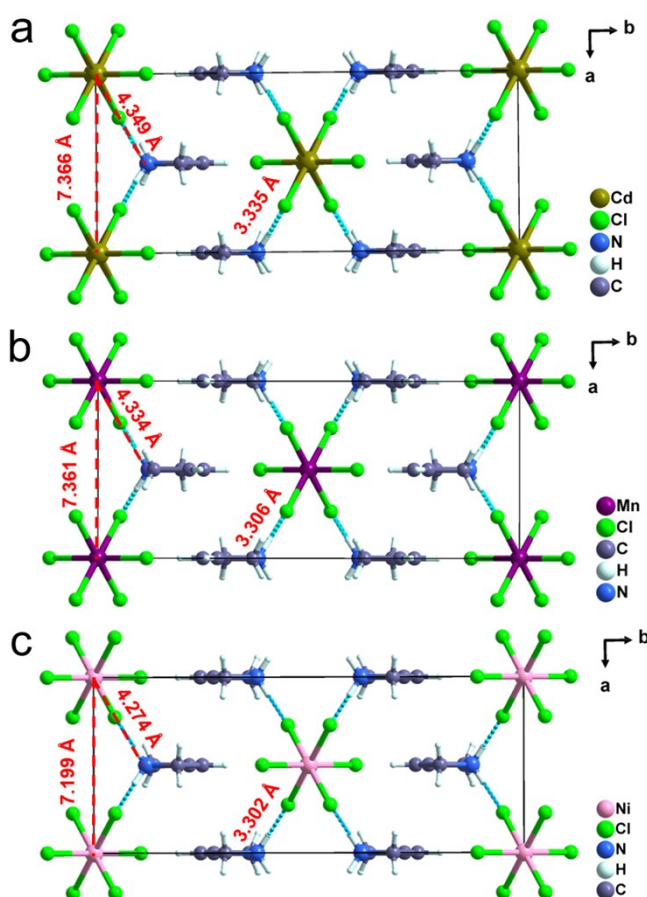 a
b
a
4.349 Å
7.366 Å
3.335 Å
Cd
Cl
N
H
C
b
b
a
4.334 Å
7.361 Å
3.306 Å
Mn
Cl
C
H
N
c
b
a
4.274 Å
7.199 Å
3.302 Å
Ni
Cl
N
H
C